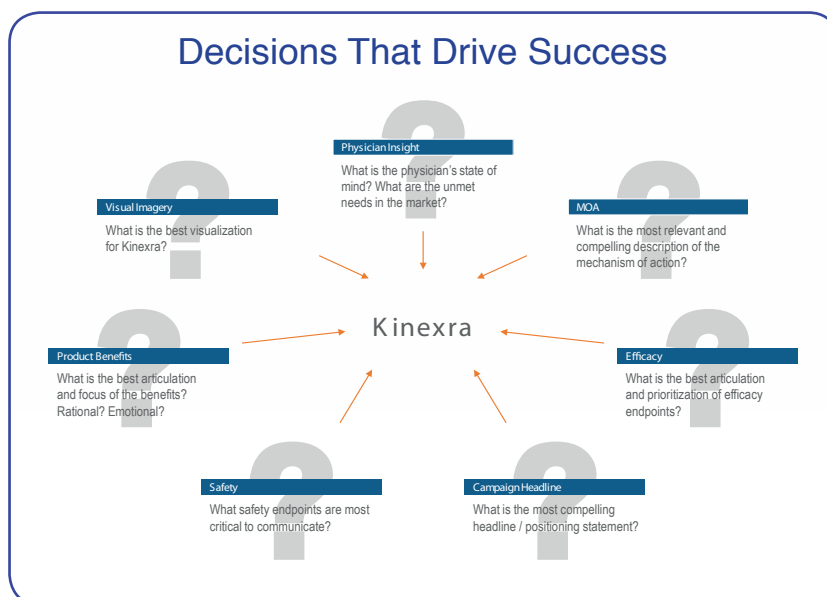 Decisions That Drive Success
Physician Insight
What is the physician's state of
mind? What are the unmet
needs in the market?
Visual Imagery
What is the best visualization
for Kinexra?
MOA
What is the most relevant and
compelling description of the
mechanism of action?
Kinexra
Product Benefits
What is the best articulation
and focus of the benefits?
Rational? Emotional?
Efficacy
What is the best articulation
and prioritization of efficacy
endpoints?
Safety
What safety endpoints are most
critical to communicate?
Campaign Headline
What is the most compelling
headline / positioning statement?